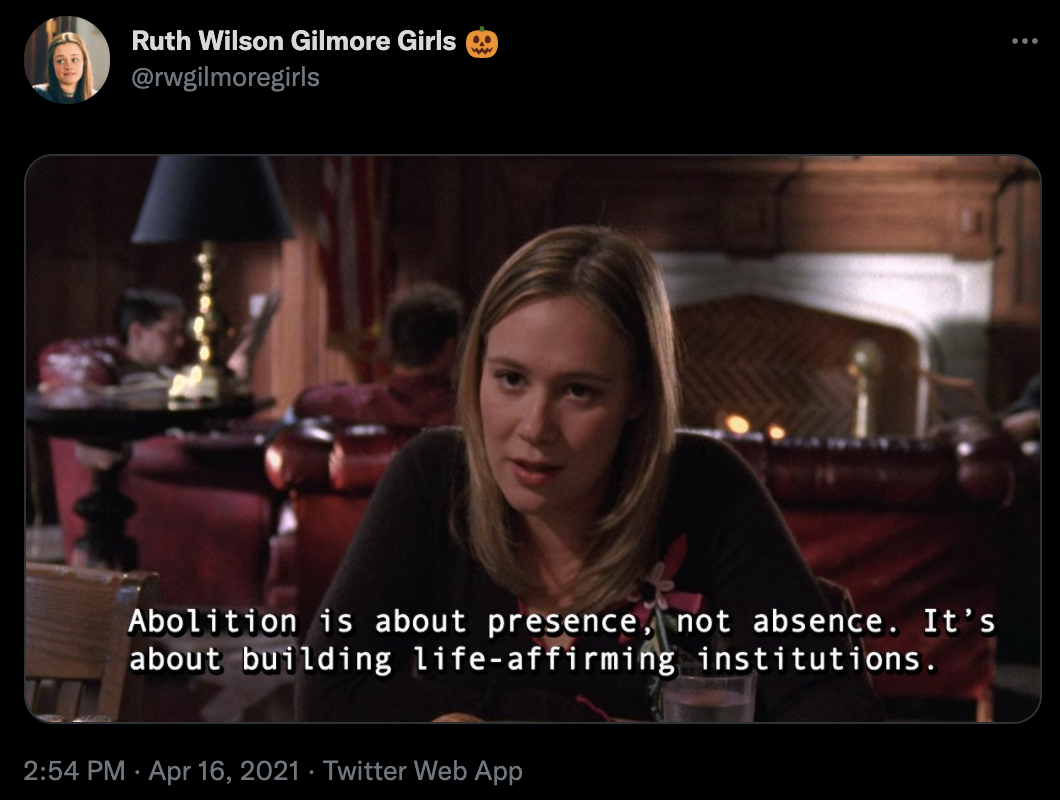 Ruth Wilson Gilmore Girls 🎃
@rwgilmoregirls
Abolition is about presence, not absence. It's
about building life-affirming institutions.
2:54 PM · Apr 16, 2021 · Twitter Web App